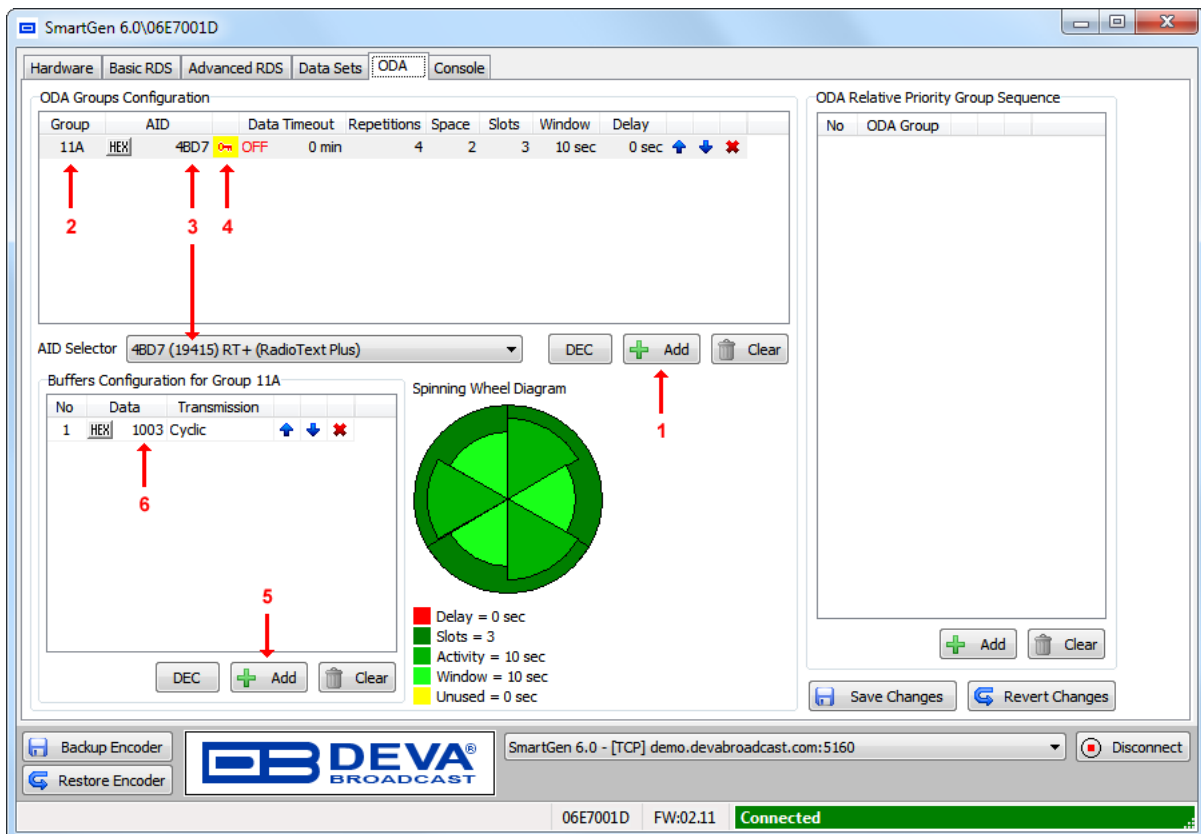 SmartGen 6.0\06E7001D
Hardware Basic RDS Advanced RDS Data Sets ODA Console
ODA Groups Configuration
Group AID Data Timeout Repetitions Space Slots Window Delay
11A HEX 4BD7 OFF 0 min 4 2 3 10 sec 0 sec
2 3 4
AID Selector 4BD7 (19415) RT+ (RadioText Plus) DEC Add Clear
1
Buffers Configuration for Group 11A
No Data Transmission
1 HEX 1003 Cyclic
6
5
DEC Add Clear
Spinning Wheel Diagram
Delay = 0 sec
Slots = 3
Activity = 10 sec
Window = 10 sec
Unused = 0 sec
ODA Relative Priority Group Sequence
No ODA Group
Add Clear
Save Changes Revert Changes
Backup Encoder
Restore Encoder
DEVA®
BROADCAST
SmartGen 6.0 - [TCP] demo.devabroadcast.com:5160 Disconnect
06E7001D FW:02.11 Connected